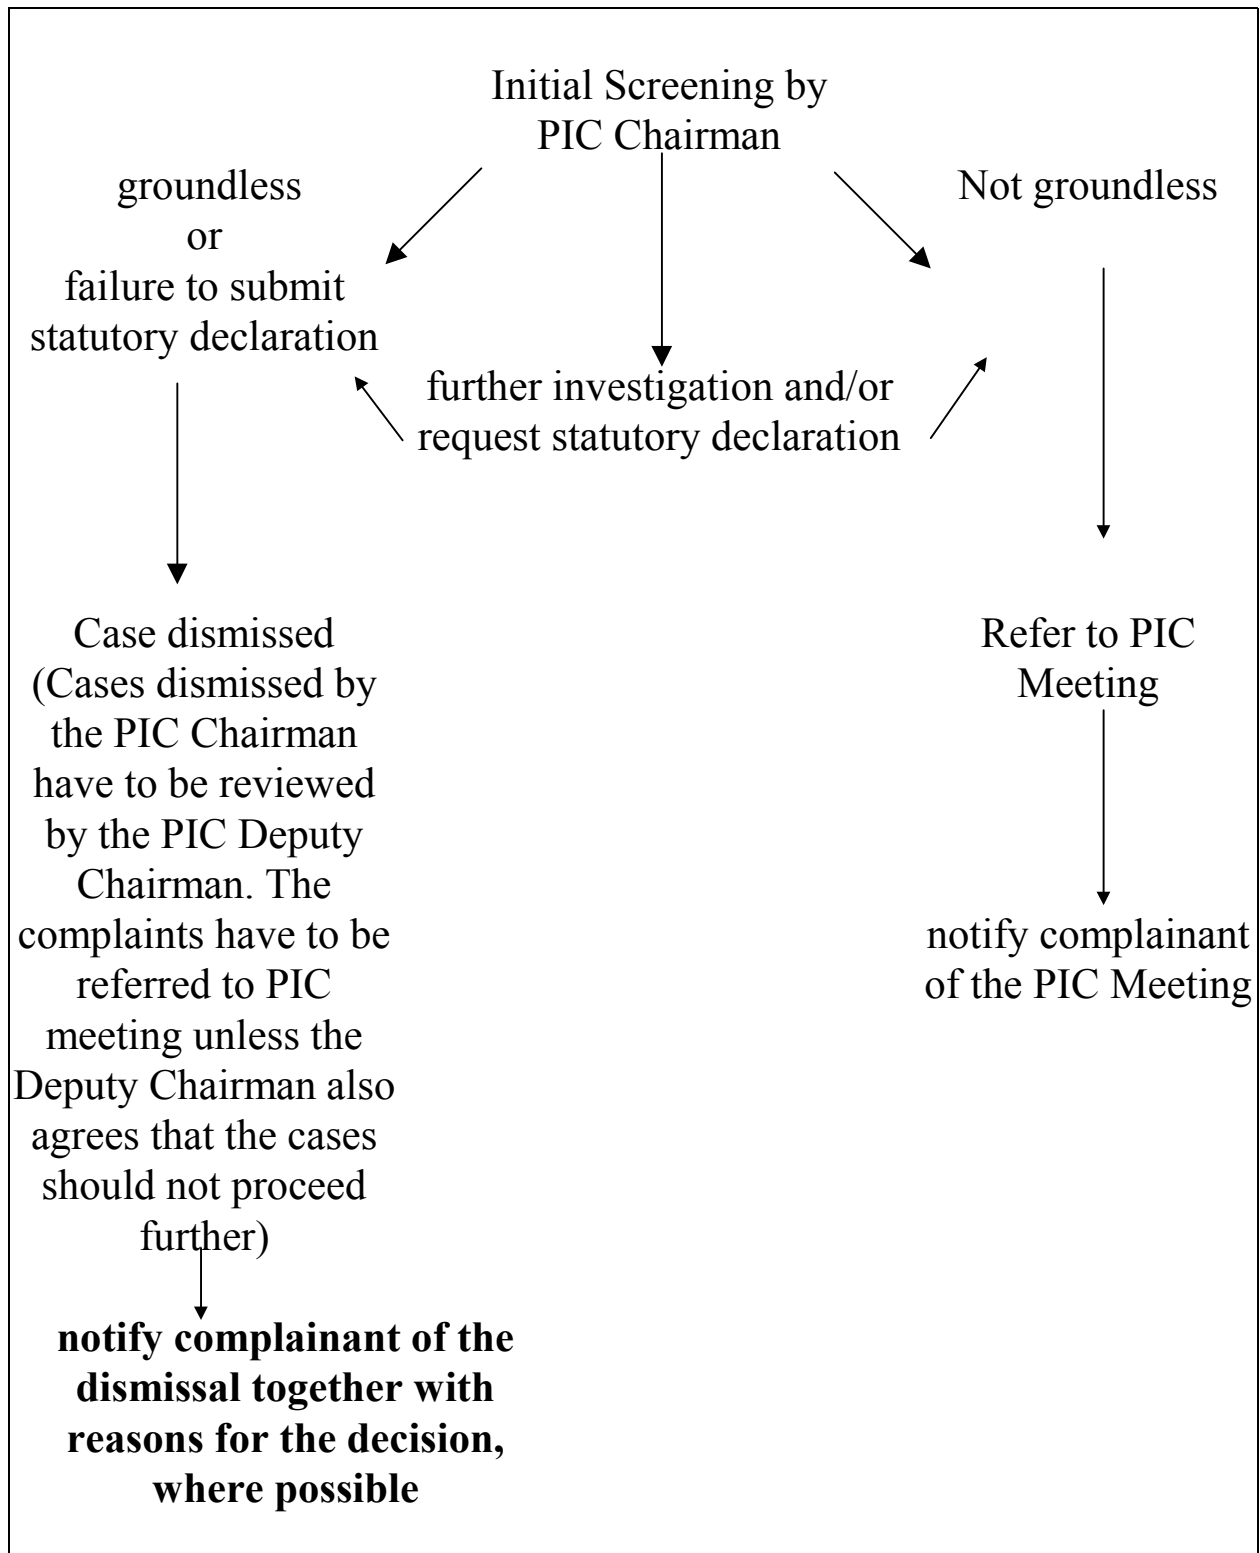 Initial Screening by
PIC Chairman
groundless
or
failure to submit
statutory declaration
Not groundless
further investigation and/or
request statutory declaration
Case dismissed
(Cases dismissed by
the PIC Chairman
have to be reviewed
by the PIC Deputy
Chairman. The
complaints have to be
referred to PIC
meeting unless the
Deputy Chairman also
agrees that the cases
should not proceed
further)
Refer to PIC
Meeting
notify complainant
of the PIC Meeting
notify complainant of the
dismissal together with
reasons for the decision,
where possible